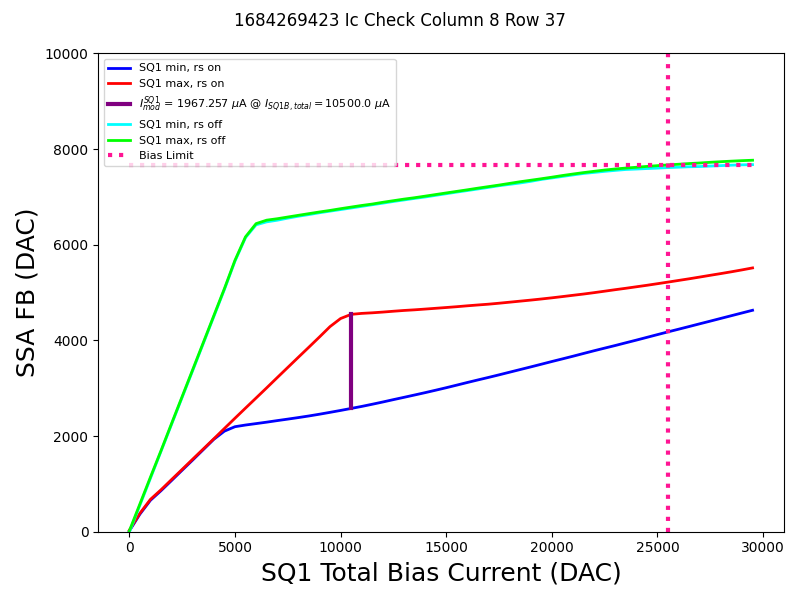 1684269423 Ic Check Column 8 Row 37
10000
8000
6000
4000
2000
0
SSA FB (DAC)
SQ1 min, rs on
SQ1 max, rs on
I_{mod}^{SQ1} = 1967.257 μA @ I_{SQ1B, total} = 10500.0 μA
SQ1 min, rs off
SQ1 max, rs off
Bias Limit
0 5000 10000 15000 20000 25000 30000
SQ1 Total Bias Current (DAC)